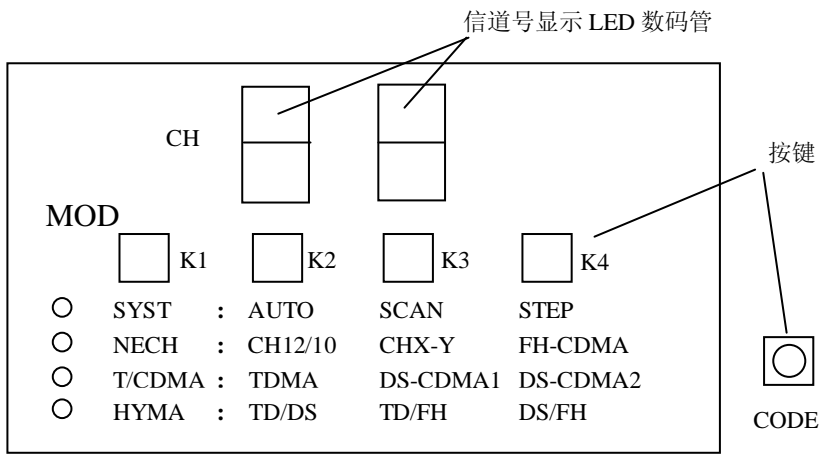 信道号显示 LED 数码管
CH
按键
MOD
K1 K2 K3 K4
SYST : AUTO SCAN STEP
NECH : CH12/10 CHX-Y FH-CDMA
T/CDMA : TDMA DS-CDMA1 DS-CDMA2
HYMA : TD/DS TD/FH DS/FH
CODE